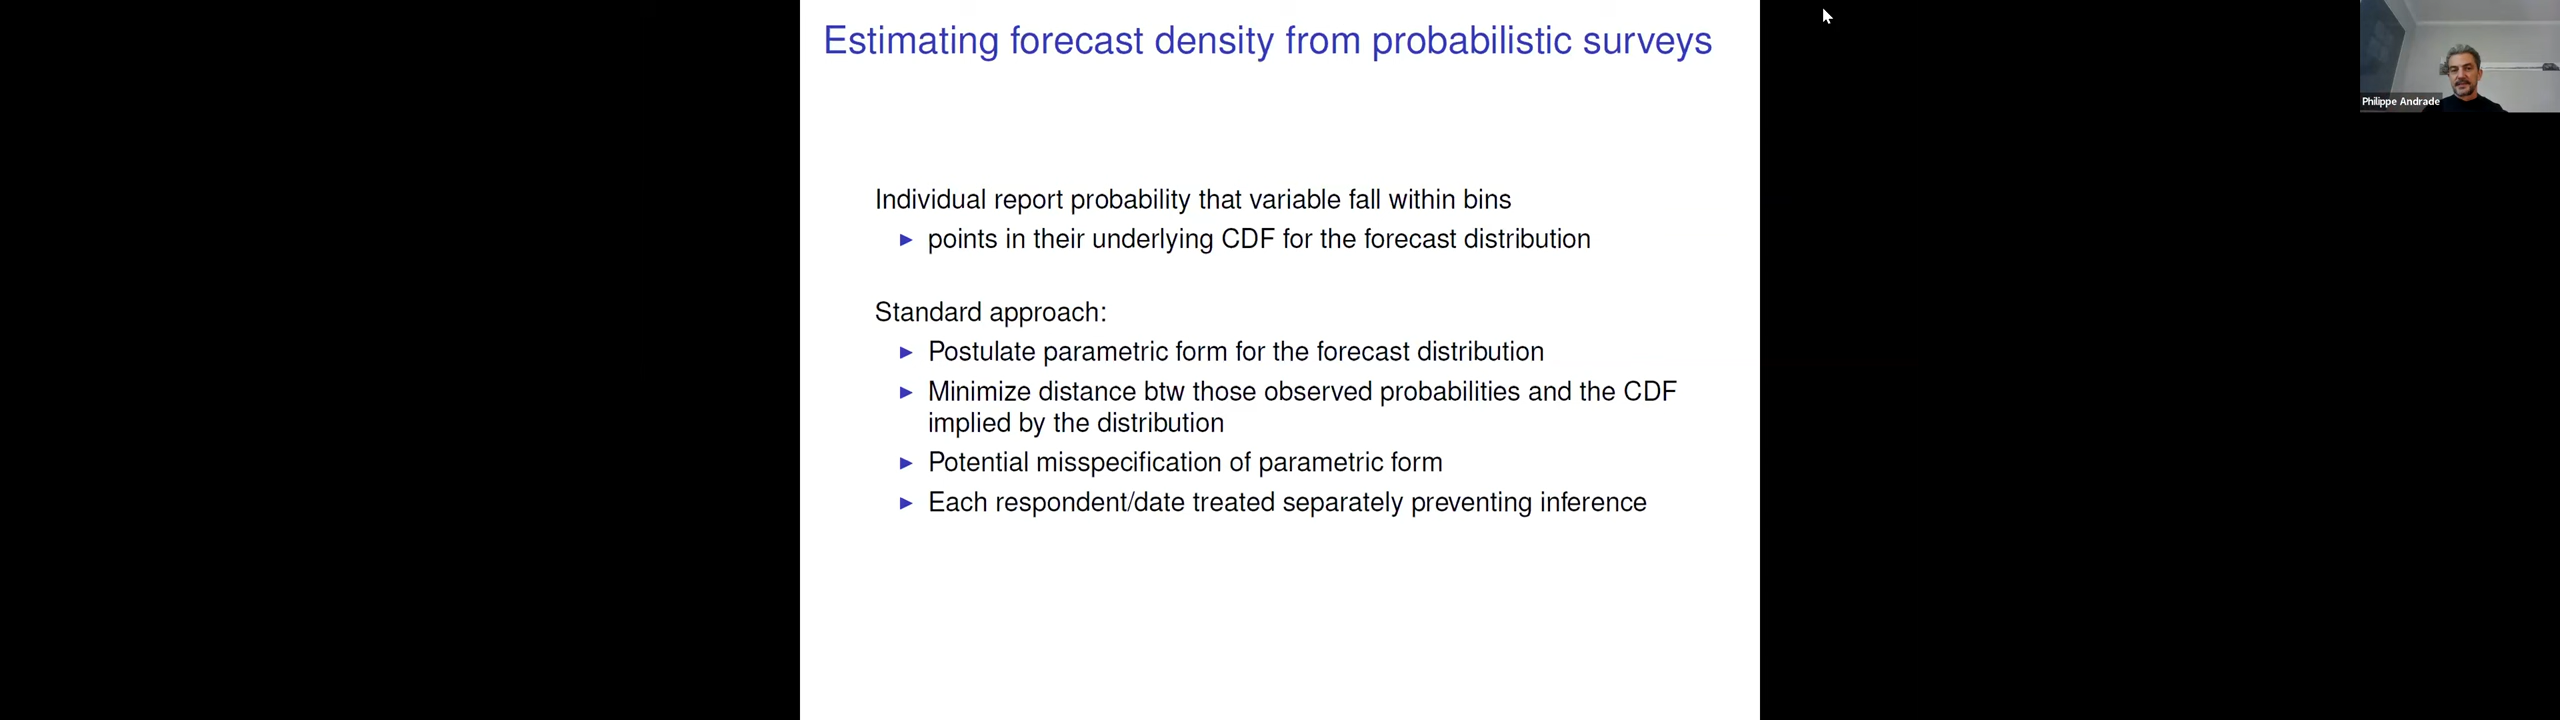 Estimating forecast density from probabilistic surveys
Philippe Andrade
Individual report probability that variable fall within bins
▶ points in their underlying CDF for the forecast distribution
Standard approach:
▶ Postulate parametric form for the forecast distribution
▶ Minimize distance btw those observed probabilities and the CDF
implied by the distribution
▶ Potential misspecification of parametric form
▶ Each respondent/date treated separately preventing inference